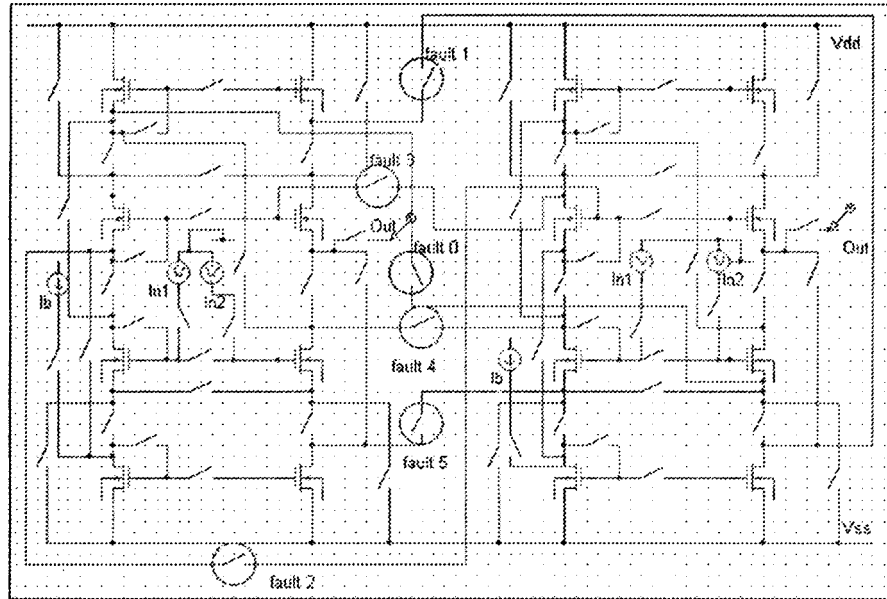 Vdd
fault 1
fault 3
Out
fault 0
Out
In1
in2
In1
In2
Ib
fault 4
Ib
fault 5
Vss
fault 2